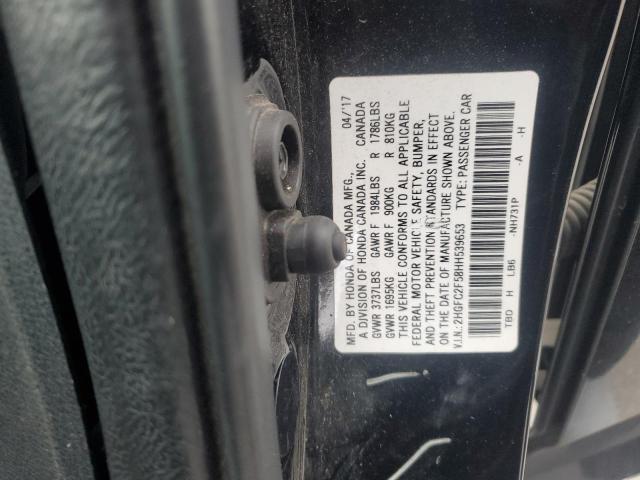 MFD. BY HONDA OF CANADA MFG., 04/'17
A DIVISION OF HONDA CANADA INC. CANADA
GVWR 3737LBS GAWR F 1984LBS R 1786LBS
GVWR 1695KG GAWR F 900KG R 810KG
THIS VEHICLE CONFORMS TO ALL APPLICABLE
FEDERAL MOTOR VEHICLE SAFETY, BUMPER,
AND THEFT PREVENTION STANDARDS IN EFFECT
ON THE DATE OF MANUFACTURE SHOWN ABOVE.
V.I.N.: 2HGFC2F58HH539653 TYPE: PASSENGER CAR
TBD H LB6 -NH731P -A -H